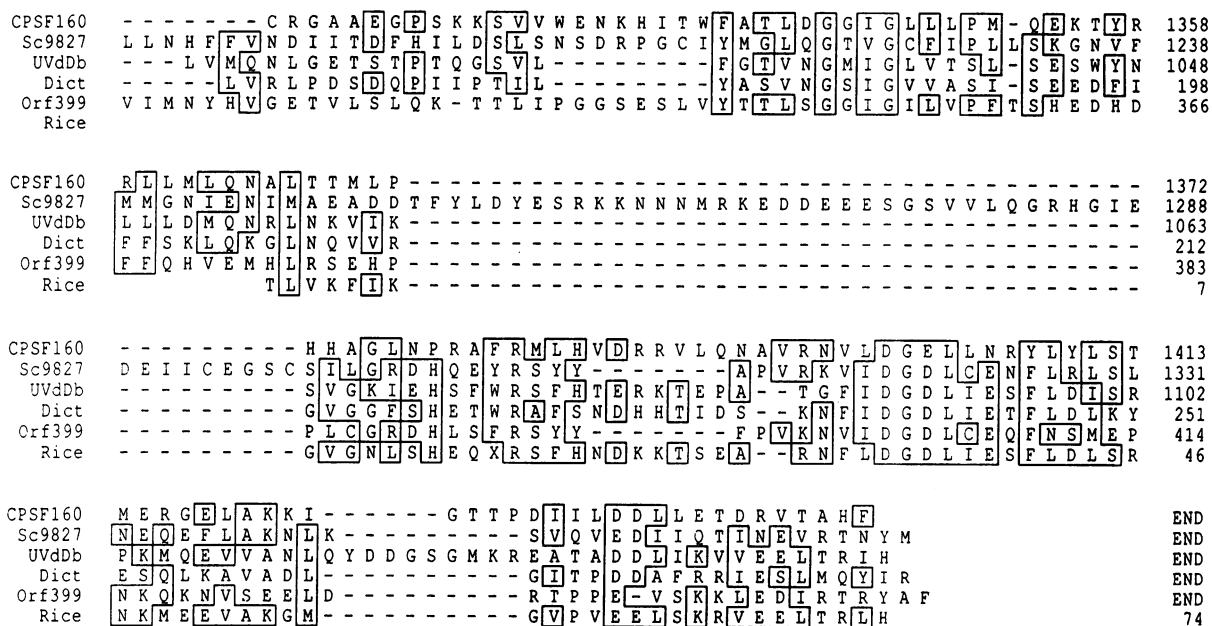 CPSF160 - - - - - - - C R G A A E G P S K K S V V W E N K H I T W F A T L D G G I G L L L P M - Q E K T Y R 1358
Sc9827 L L N H F F V N D I I T D F H I L D S L S N S D R P G C I Y M G L Q G T V G C F I P L L S K G N V F 1238
UVdDb - - - L V M Q N L G E T S T P T Q G S V L - - - - - - - - F G T V N G M I G L V T S L - S E S W Y N 1048
Dict - - - - - L V R L P D S D Q P I I P T I L - - - - - - - - Y A S V N G S I G V V A S I - S E E D F I 198
Orf399 V I M N Y H V G E T V L S L Q K - T T L I P G G S E S L V Y T T L S G G I G I L V P F T S H E E D H D 366
Rice
CPSF160 R L L M L Q N A L T T M L P - - - - - - - - - - - - - - - - - - - - - - - - - - - - - - - - - - - - 1372
Sc9827 M M G N I E N I M A E A D D T F Y L D Y E S R K K N N N M R K E D D E E E S G S V V L Q G R H G I E 1288
UVdDb L L L D M Q N R L N K V I K - - - - - - - - - - - - - - - - - - - - - - - - - - - - - - - - - - - - 1063
Dict F F S K L Q K G L N Q V V R - - - - - - - - - - - - - - - - - - - - - - - - - - - - - - - - - - - - 212
Orf399 F F Q H V E M H L R S E H P - - - - - - - - - - - - - - - - - - - - - - - - - - - - - - - - - - - - 383
Rice T L V K F I K - - - - - - - - - - - - - - - - - - - - - - - - - - - - - - - - - - - - 7
CPSF160 - - - - - - - - - H H A G L N P R A F R M L H V D R R V L Q N A V R N V L D G E L L N R Y L Y L S T 1413
Sc9827 D E I I C E G S C S I L G R D H Q E Y R S Y Y - - - - - - - A P V R K V I D G D L C E N F L R L S L 1331
UVdDb - - - - - - - - - S V G K I E H S F W R S F H T E R K T E P A - - T G F I D G D L I E S F L D I S R 1102
Dict - - - - - - - - - G V G G F S H E T W R A F S N D H H T I D S - - K N F I D G D L I E T F L D L K Y 251
Orf399 - - - - - - - - - P L C G R D H L S F R S Y Y - - - - - - - F P V K N V I D G D L C E Q F N S M E P 414
Rice - - - - - - - - - G V G N L S H E Q X R S F H N D K K T S E A - - R N F L D G D L I E S F L D L S R 46
CPSF160 M E R G E L A K K I - - - - - - - - - - G T T P D I I L D D L L E T D R V T A H F END
Sc9827 N E Q E F L A K N L K - - - - - - - - - S V Q V E D I I Q T I N E V R T N Y M END
UVdDb P K M Q E V V A N L Q Y D D G S G M K R E A T A D D L I K V V E E L T R I H END
Dict E S Q L K A V A D L - - - - - - - - - - G I T P D D A F R R I E S L M Q Y I R END
Orf399 N K Q K N V S E E L D - - - - - - - - - R T P P E - V S K K L E D I R T R Y A F END
Rice N K M E E V A K G M - - - - - - - - - - G V P V E E L S K R V E E L T R L H 74